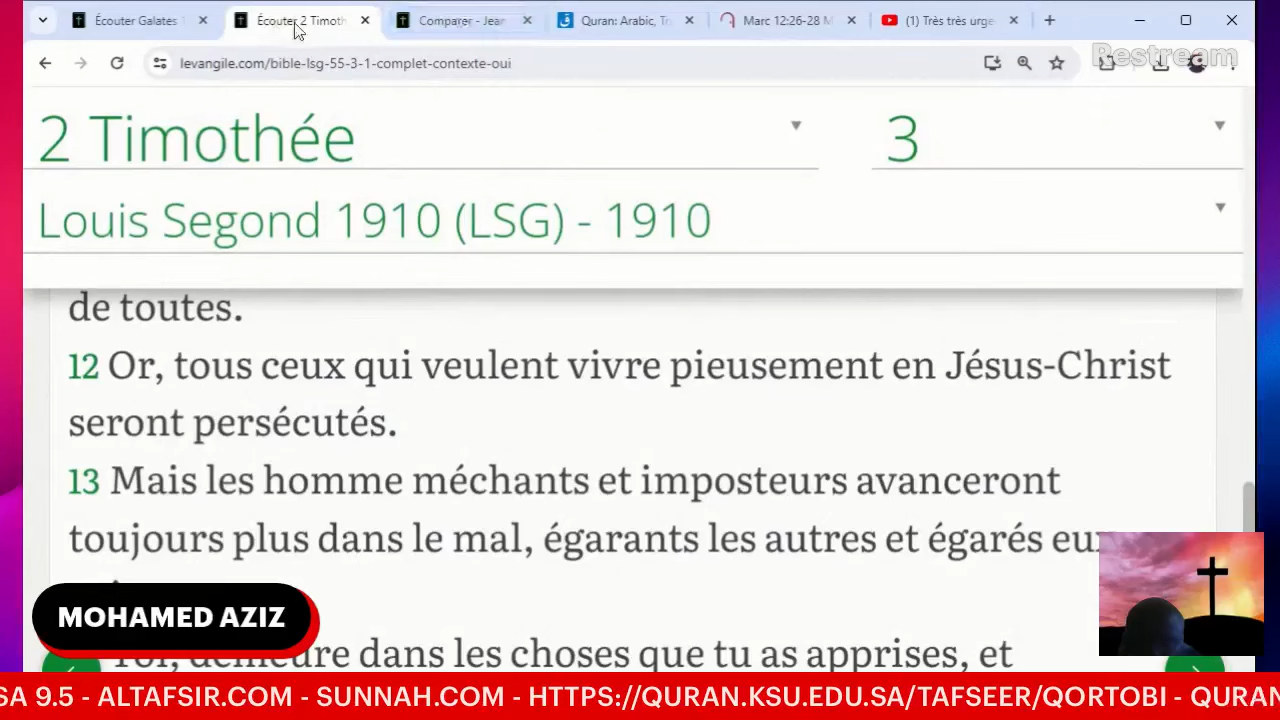 Écouter Galates
Écouter 2 Timoth
Comparer - Jean
Quran: Arabic, Tr
Marc 12:26-28 M
(1) Très très urge
levangile.com/bible-lsg-55-3-1-complet-contexte-oui
Restream
2 Timothée
3
Louis Segond 1910 (LSG) - 1910
de toutes.
12 Or, tous ceux qui veulent vivre pieusement en Jésus-Christ
seront persécutés.
13 Mais les homme méchants et imposteurs avanceront
toujours plus dans le mal, égarants les autres et égarés eux
MOHAMED AZIZ
Toi, demeure dans les choses que tu as apprises, et
SA 9.5 - ALTAFSIR.COM - SUNNAH.COM - HTTPS://QURAN.KSU.EDU.SA/TAFSEER/QORTOBI - QURAN